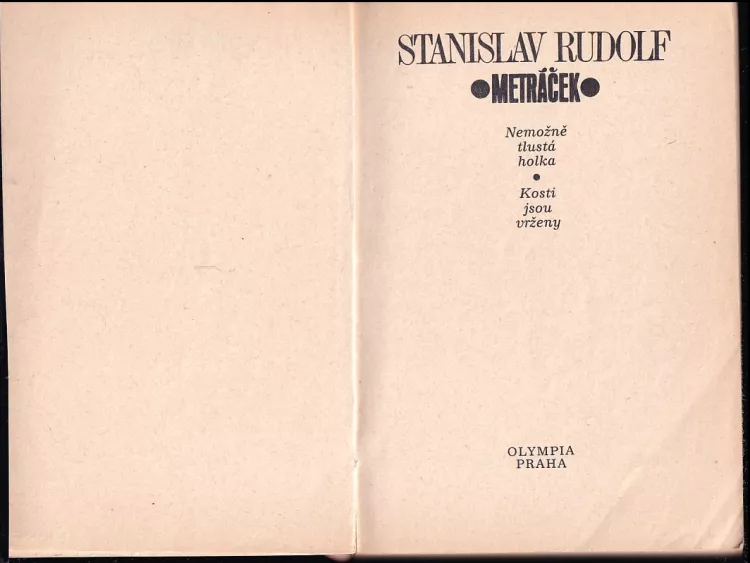 STANISLAV RUDOLF
●METRÁČEK●
Nemožně
tlustá
holka
●
Kosti
jsou
vrženy
OLYMPIA
PRAHA